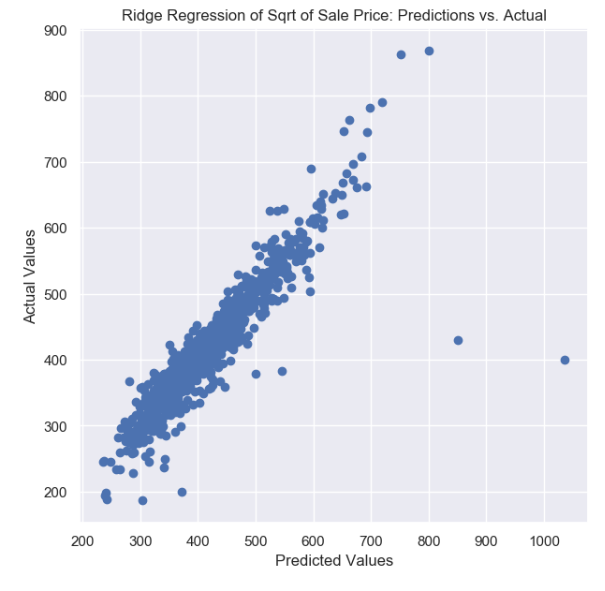 Ridge Regression of Sqrt of Sale Price: Predictions vs. Actual
900
800
700
600
500
400
300
200
Actual Values
200 300 400 500 600 700 800 900 1000
Predicted Values